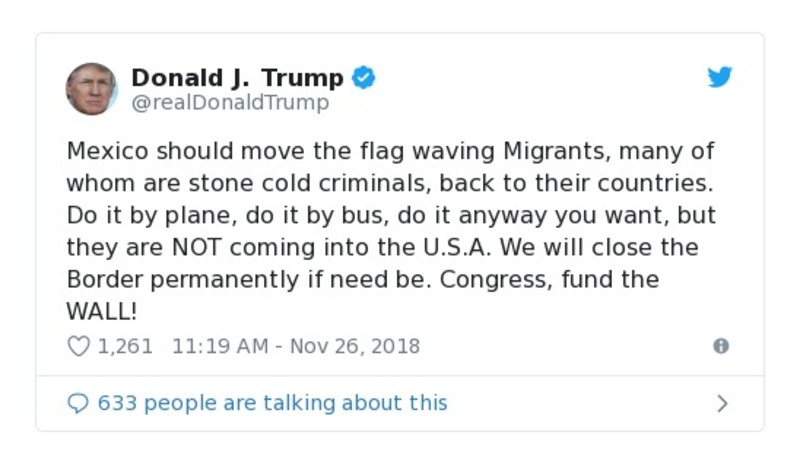 Donald J. Trump
@realDonaldTrump
Mexico should move the flag waving Migrants, many of
whom are stone cold criminals, back to their countries.
Do it by plane, do it by bus, do it anyway you want, but
they are NOT coming into the U.S.A. We will close the
Border permanently if need be. Congress, fund the
WALL!
1,261 11:19 AM - Nov 26, 2018
633 people are talking about this